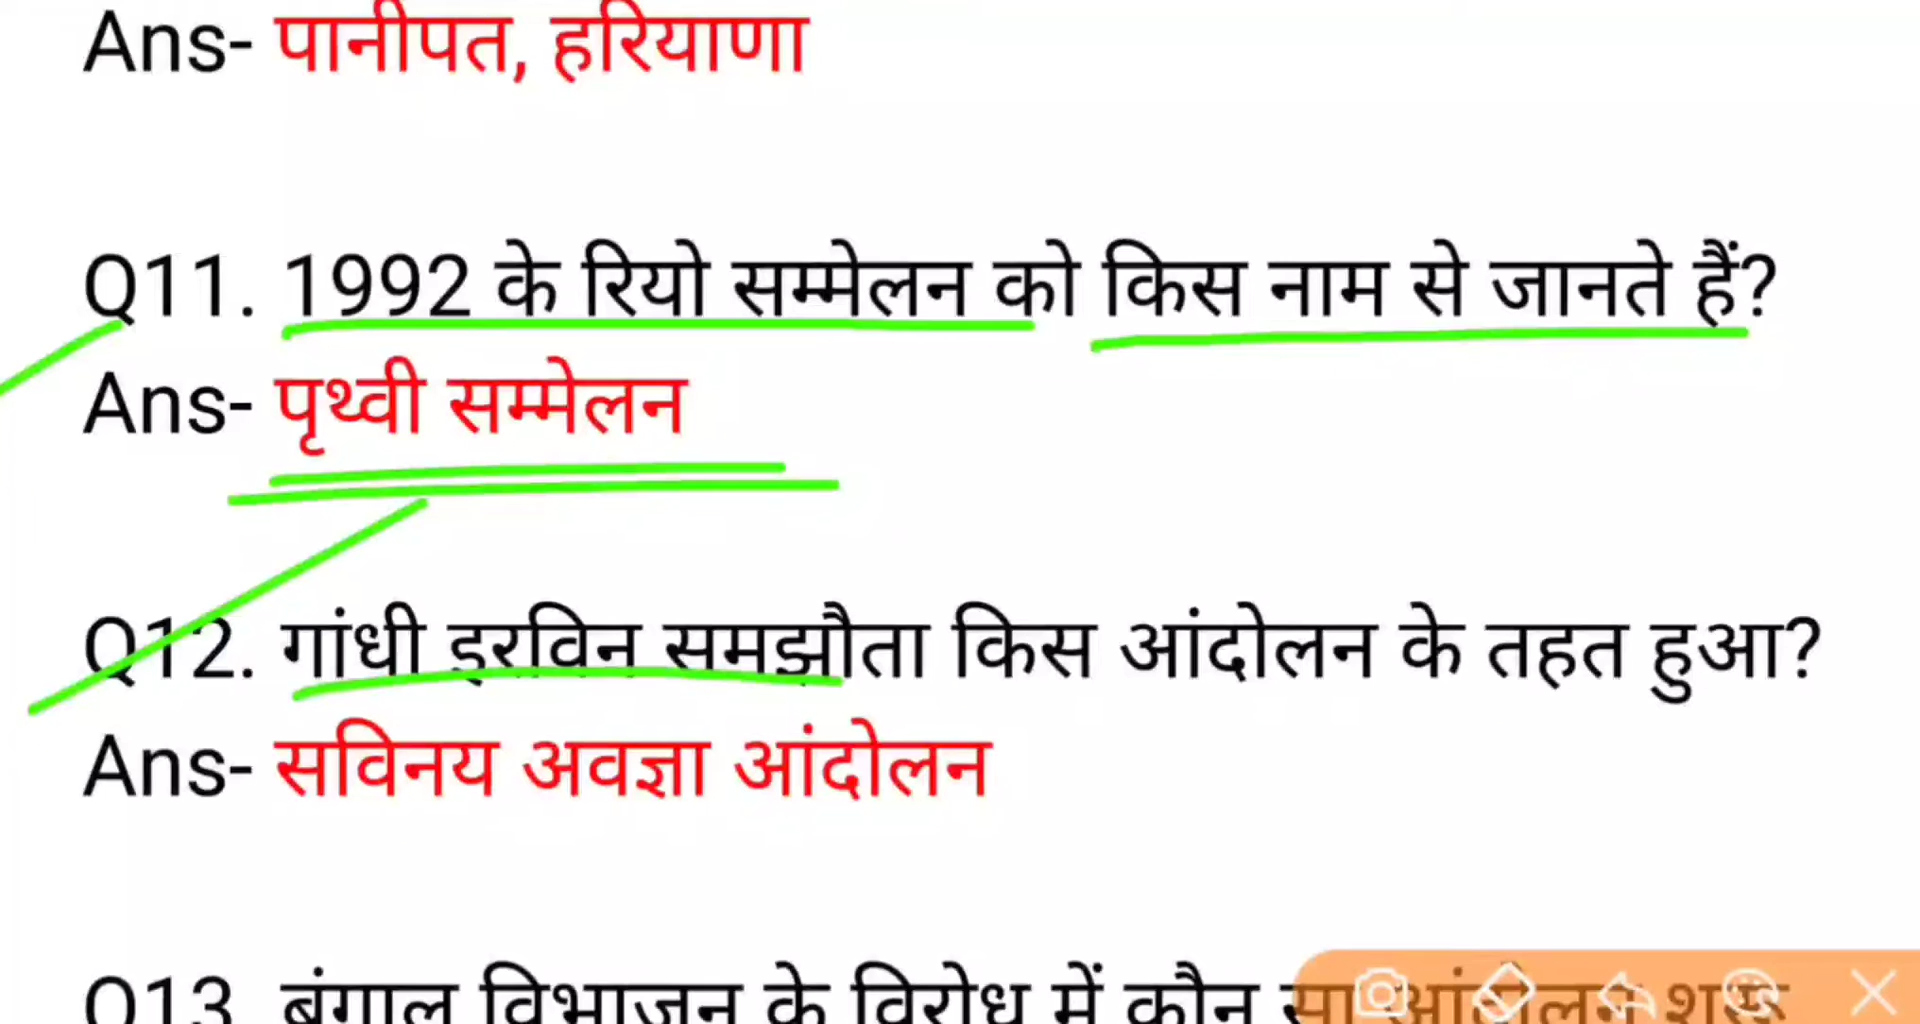 Ans- पानीपत, हरियाणा
Q11. 1992 के रियो सम्मेलन को किस नाम से जानते हैं?
Ans- पृथ्वी सम्मेलन
Q12. गांधी इरविन समझौता किस आंदोलन के तहत हुआ?
Ans- सविनय अवज्ञा आंदोलन
Q13. बंगाल विभाजन के विरोध में कौन सा आंदोलन